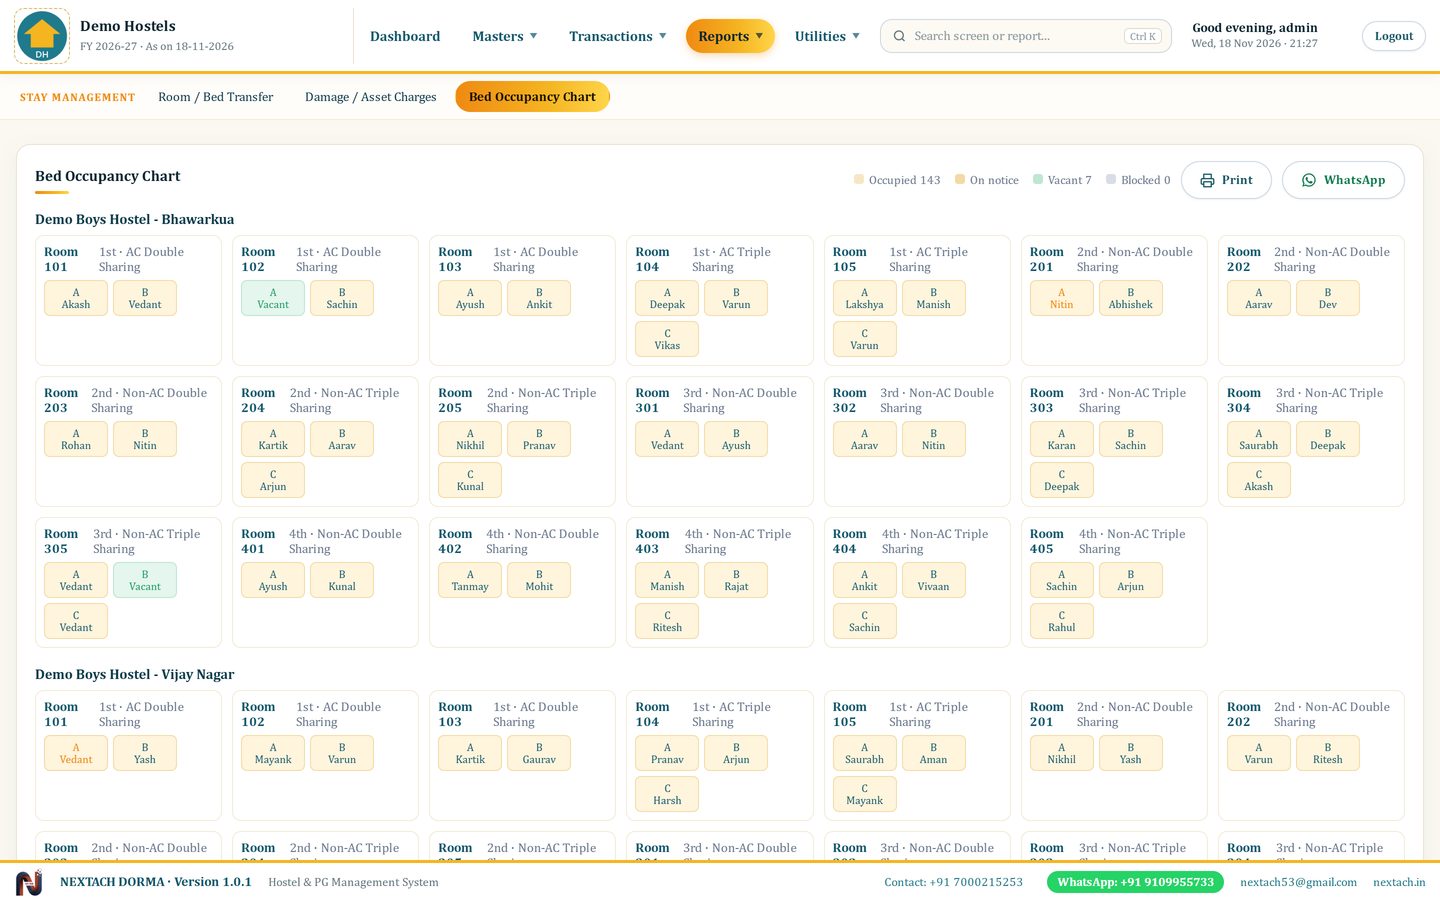 DH
Demo Hostels
FY 2026-27 · As on 18-11-2026
Dashboard
Masters
Transactions
Reports
Utilities
Search screen or report...
Ctrl K
Good evening, admin
Wed, 18 Nov 2026 · 21:27
Logout
STAY MANAGEMENT
Room / Bed Transfer
Damage / Asset Charges
Bed Occupancy Chart
Bed Occupancy Chart
Occupied 143
On notice
Vacant 7
Blocked 0
Print
WhatsApp
Demo Boys Hostel - Bhawarkua
Room 101
1st · AC Double Sharing
A Akash
B Vedant
Room 102
1st · AC Double Sharing
A Vacant
B Sachin
Room 103
1st · AC Double Sharing
A Ayush
B Ankit
Room 104
1st · AC Triple Sharing
A Deepak
B Varun
C Vikas
Room 105
1st · AC Triple Sharing
A Lakshya
B Manish
C Varun
Room 201
2nd · Non-AC Double Sharing
A Nitin
B Abhishek
Room 202
2nd · Non-AC Double Sharing
A Aarav
B Dev
Room 203
2nd · Non-AC Double Sharing
A Rohan
B Nitin
Room 204
2nd · Non-AC Triple Sharing
A Kartik
B Aarav
C Arjun
Room 205
2nd · Non-AC Triple Sharing
A Nikhil
B Pranav
C Kunal
Room 301
3rd · Non-AC Double Sharing
A Vedant
B Ayush
Room 302
3rd · Non-AC Double Sharing
A Aarav
B Nitin
Room 303
3rd · Non-AC Triple Sharing
A Karan
B Sachin
C Deepak
Room 304
3rd · Non-AC Triple Sharing
A Saurabh
B Deepak
C Akash
Room 305
3rd · Non-AC Triple Sharing
A Vedant
B Vacant
C Vedant
Room 401
4th · Non-AC Double Sharing
A Ayush
B Kunal
Room 402
4th · Non-AC Double Sharing
A Tanmay
B Mohit
Room 403
4th · Non-AC Triple Sharing
A Manish
B Rajat
C Ritesh
Room 404
4th · Non-AC Triple Sharing
A Ankit
B Vivaan
C Sachin
Room 405
4th · Non-AC Triple Sharing
A Sachin
B Arjun
C Rahul
Demo Boys Hostel - Vijay Nagar
Room 101
1st · AC Double Sharing
A Vedant
B Yash
Room 102
1st · AC Double Sharing
A Mayank
B Varun
Room 103
1st · AC Double Sharing
A Kartik
B Gaurav
Room 104
1st · AC Triple Sharing
A Pranav
B Arjun
C Harsh
Room 105
1st · AC Triple Sharing
A Saurabh
B Aman
C Mayank
Room 201
2nd · Non-AC Double Sharing
A Nikhil
B Yash
Room 202
2nd · Non-AC Double Sharing
A Varun
B Ritesh
Room
2nd · Non-AC Double
Room
2nd · Non-AC Triple
Room
2nd · Non-AC Triple
Room
3rd · Non-AC Double
Room
3rd · Non-AC Double
Room
3rd · Non-AC Triple
Room
3rd · Non-AC Triple
NEXTACH DORMA · Version 1.0.1
Hostel & PG Management System
Contact: +91 7000215253
WhatsApp: +91 9109955733
nextach53@gmail.com
nextach.in